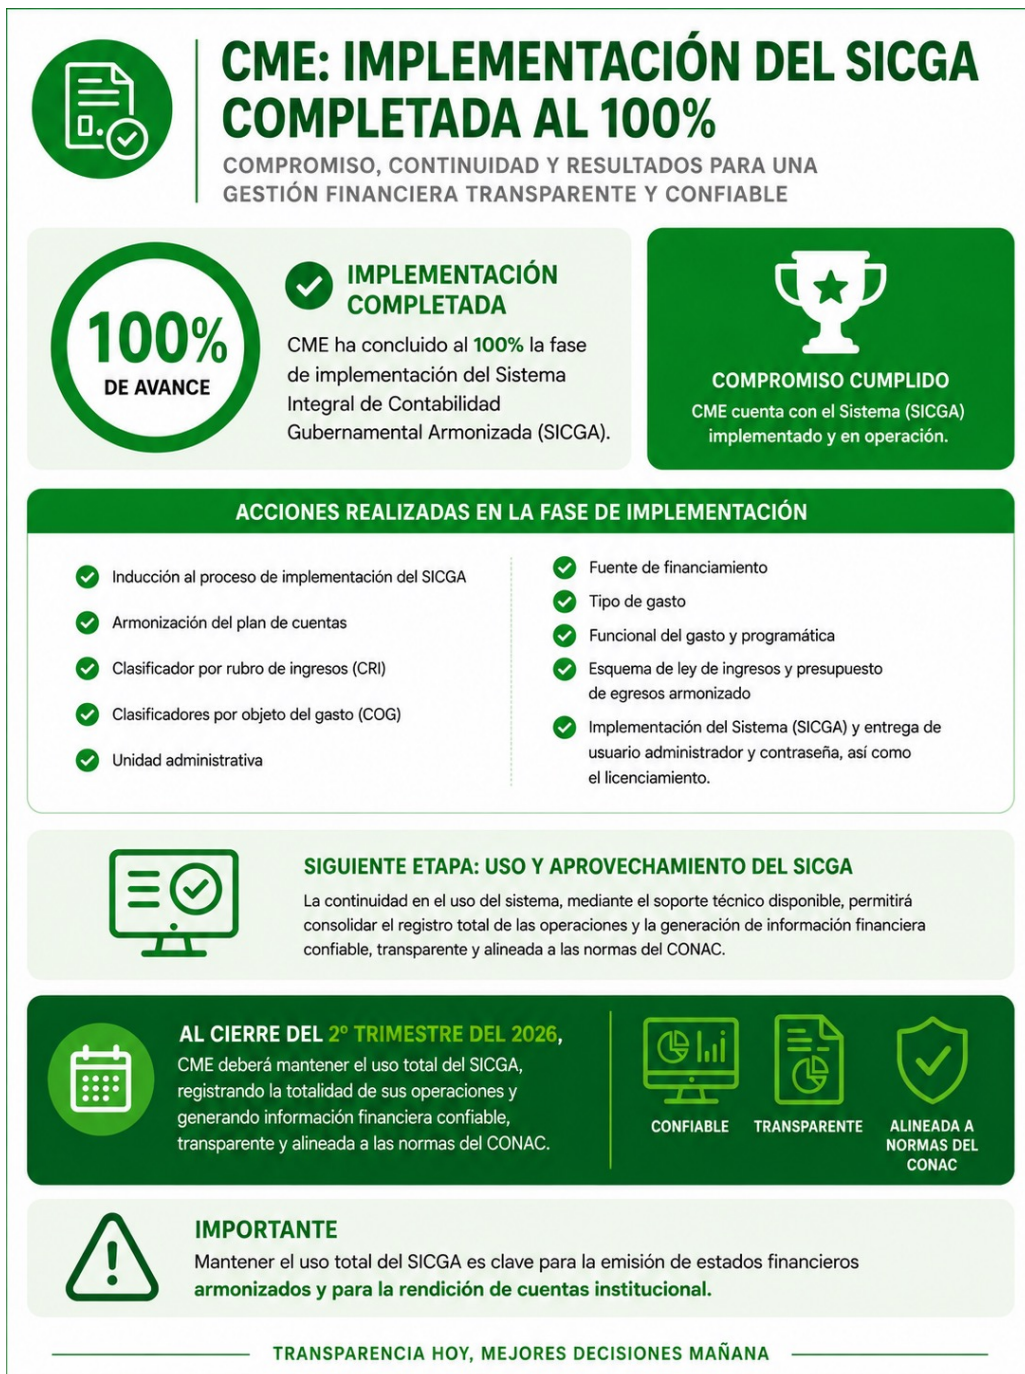 CME: IMPLEMENTACIÓN DEL SICGA
COMPLETADA AL 100%
COMPROMISO, CONTINUIDAD Y RESULTADOS PARA UNA
GESTIÓN FINANCIERA TRANSPARENTE Y CONFIABLE
100%
DE AVANCE
IMPLEMENTACIÓN
COMPLETADA
CME ha concluido al 100% la fase
de implementación del Sistema
Integral de Contabilidad
Gubernamental Armonizada (SICGA).
COMPROMISO CUMPLIDO
CME cuenta con el Sistema (SICGA)
implementado y en operación.
ACCIONES REALIZADAS EN LA FASE DE IMPLEMENTACIÓN
Inducción al proceso de implementación del SICGA
Armonización del plan de cuentas
Clasificador por rubro de ingresos (CRI)
Clasificadores por objeto del gasto (COG)
Unidad administrativa
Fuente de financiamiento
Tipo de gasto
Funcional del gasto y programática
Esquema de ley de ingresos y presupuesto
de egresos armonizado
Implementación del Sistema (SICGA) y entrega de
usuario administrador y contraseña, así como
el licenciamiento.
SIGUIENTE ETAPA: USO Y APROVECHAMIENTO DEL SICGA
La continuidad en el uso del sistema, mediante el soporte técnico disponible, permitirá
consolidar el registro total de las operaciones y la generación de información financiera
confiable, transparente y alineada a las normas del CONAC.
AL CIERRE DEL 2º TRIMESTRE DEL 2026,
CME deberá mantener el uso total del SICGA,
registrando la totalidad de sus operaciones y
generando información financiera confiable,
transparente y alineada a las normas del CONAC.
CONFIABLE
TRANSPARENTE
ALINEADA A
NORMAS DEL
CONAC
IMPORTANTE
Mantener el uso total del SICGA es clave para la emisión de estados financieros
armonizados y para la rendición de cuentas institucional.
TRANSPARENCIA HOY, MEJORES DECISIONES MAÑANA